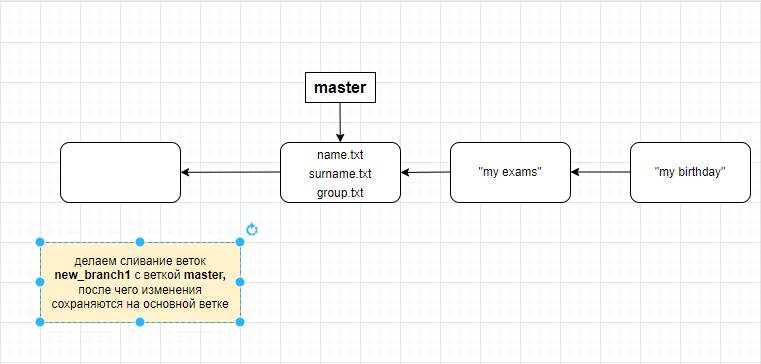 master
name.txt
surname.txt
group.txt
"my exams"
"my birthday"
делаем сливание веток
new_branch1 с веткой master,
после чего изменения
сохраняются на основной ветке